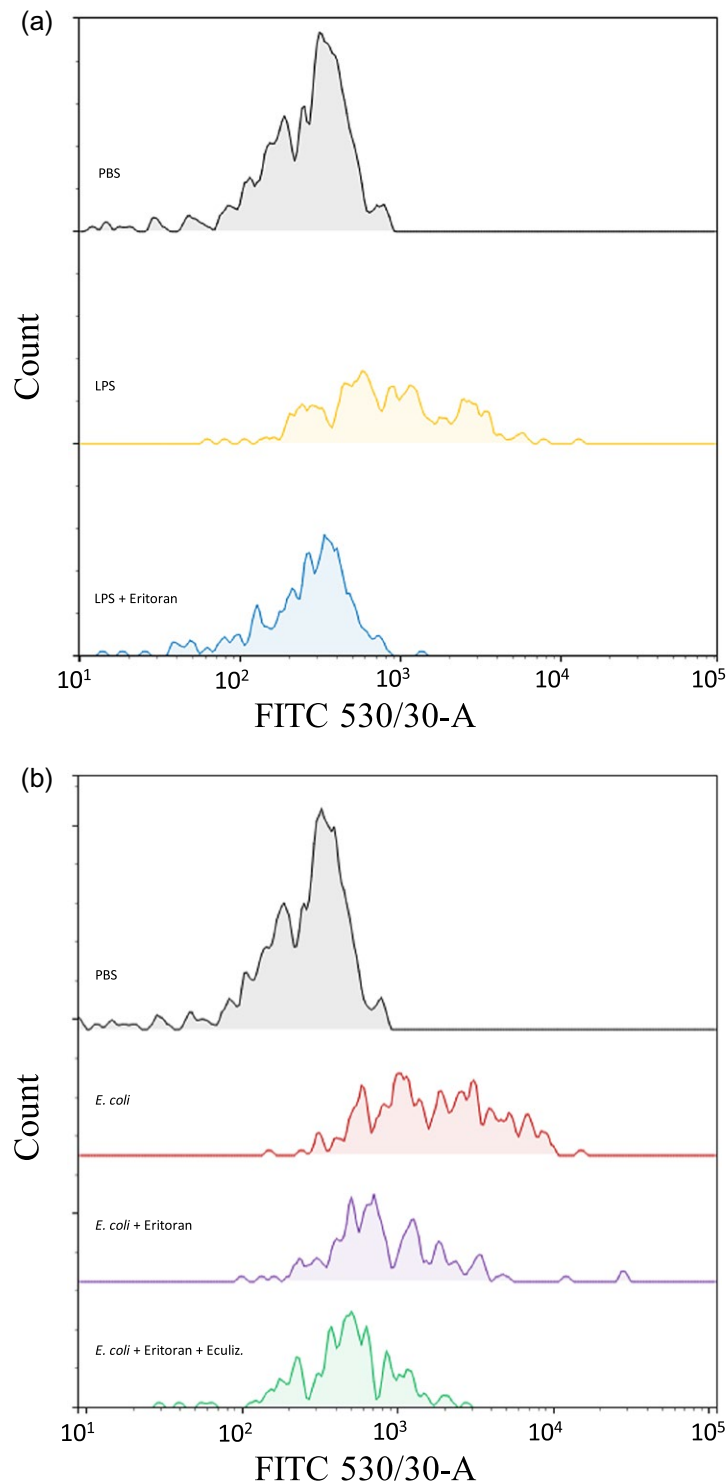 (a)
PBS
LPS
LPS + Eritoran
Count
10¹ 10² 10³ 10⁴ 10⁵
FITC 530/30-A
(b)
PBS
E. coli
E. coli + Eritoran
E. coli + Eritoran + Eculiz.
Count
10¹ 10² 10³ 10⁴ 10⁵
FITC 530/30-A